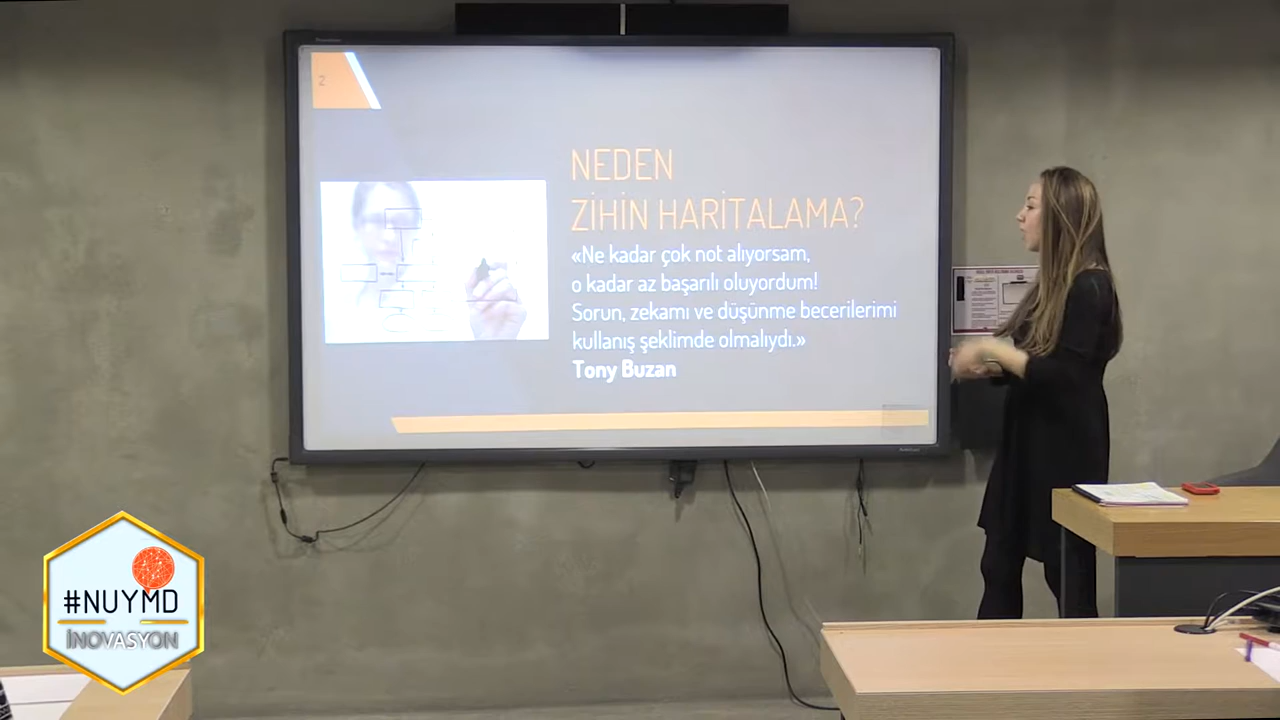 2
NEDEN
ZİHİN HARİTALAMA?
«Ne kadar çok not alıyorsam,
o kadar az başarılı oluyordum!
Sorun, zekamı ve düşünme becerilerimi
kullanış şeklimde olmalıydı.»
Tony Buzan
#NUYMD
İNOVASYON